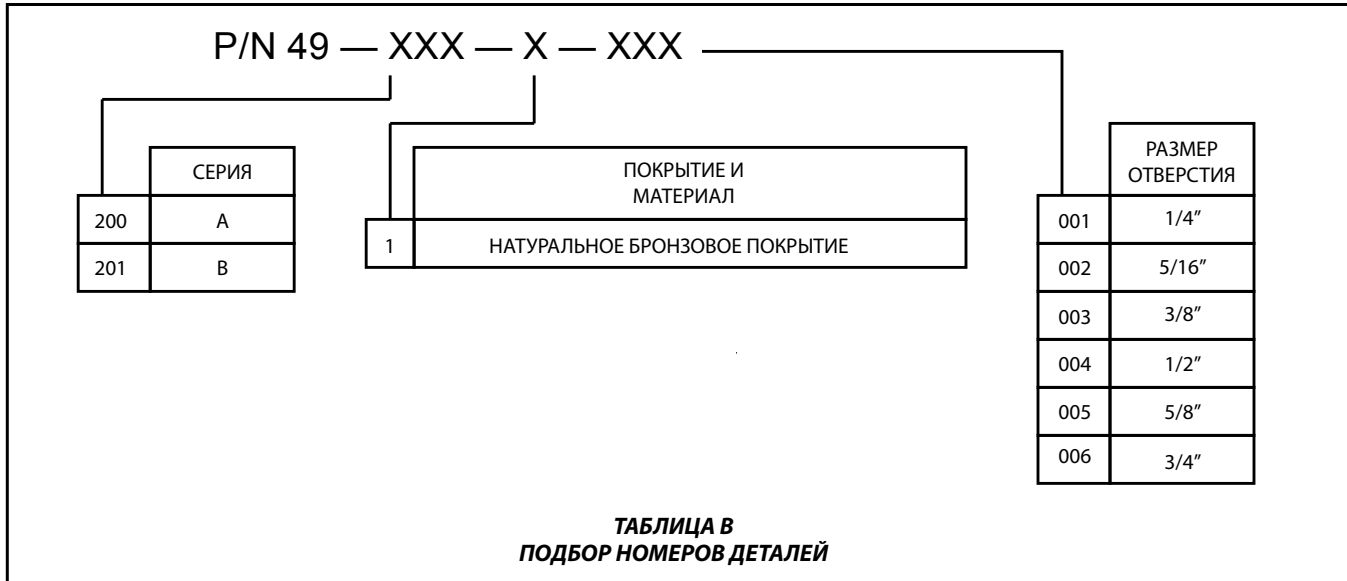 P/N 49 — XXX — X — XXX
СЕРИЯ
200 A
201 B
ПОКРЫТИЕ И
МАТЕРИАЛ
1 НАТУРАЛЬНОЕ БРОНЗОВОЕ ПОКРЫТИЕ
РАЗМЕР
ОТВЕРСТИЯ
001 1/4”
002 5/16”
003 3/8”
004 1/2”
005 5/8”
006 3/4”
ТАБЛИЦА B
ПОДБОР НОМЕРОВ ДЕТАЛЕЙ